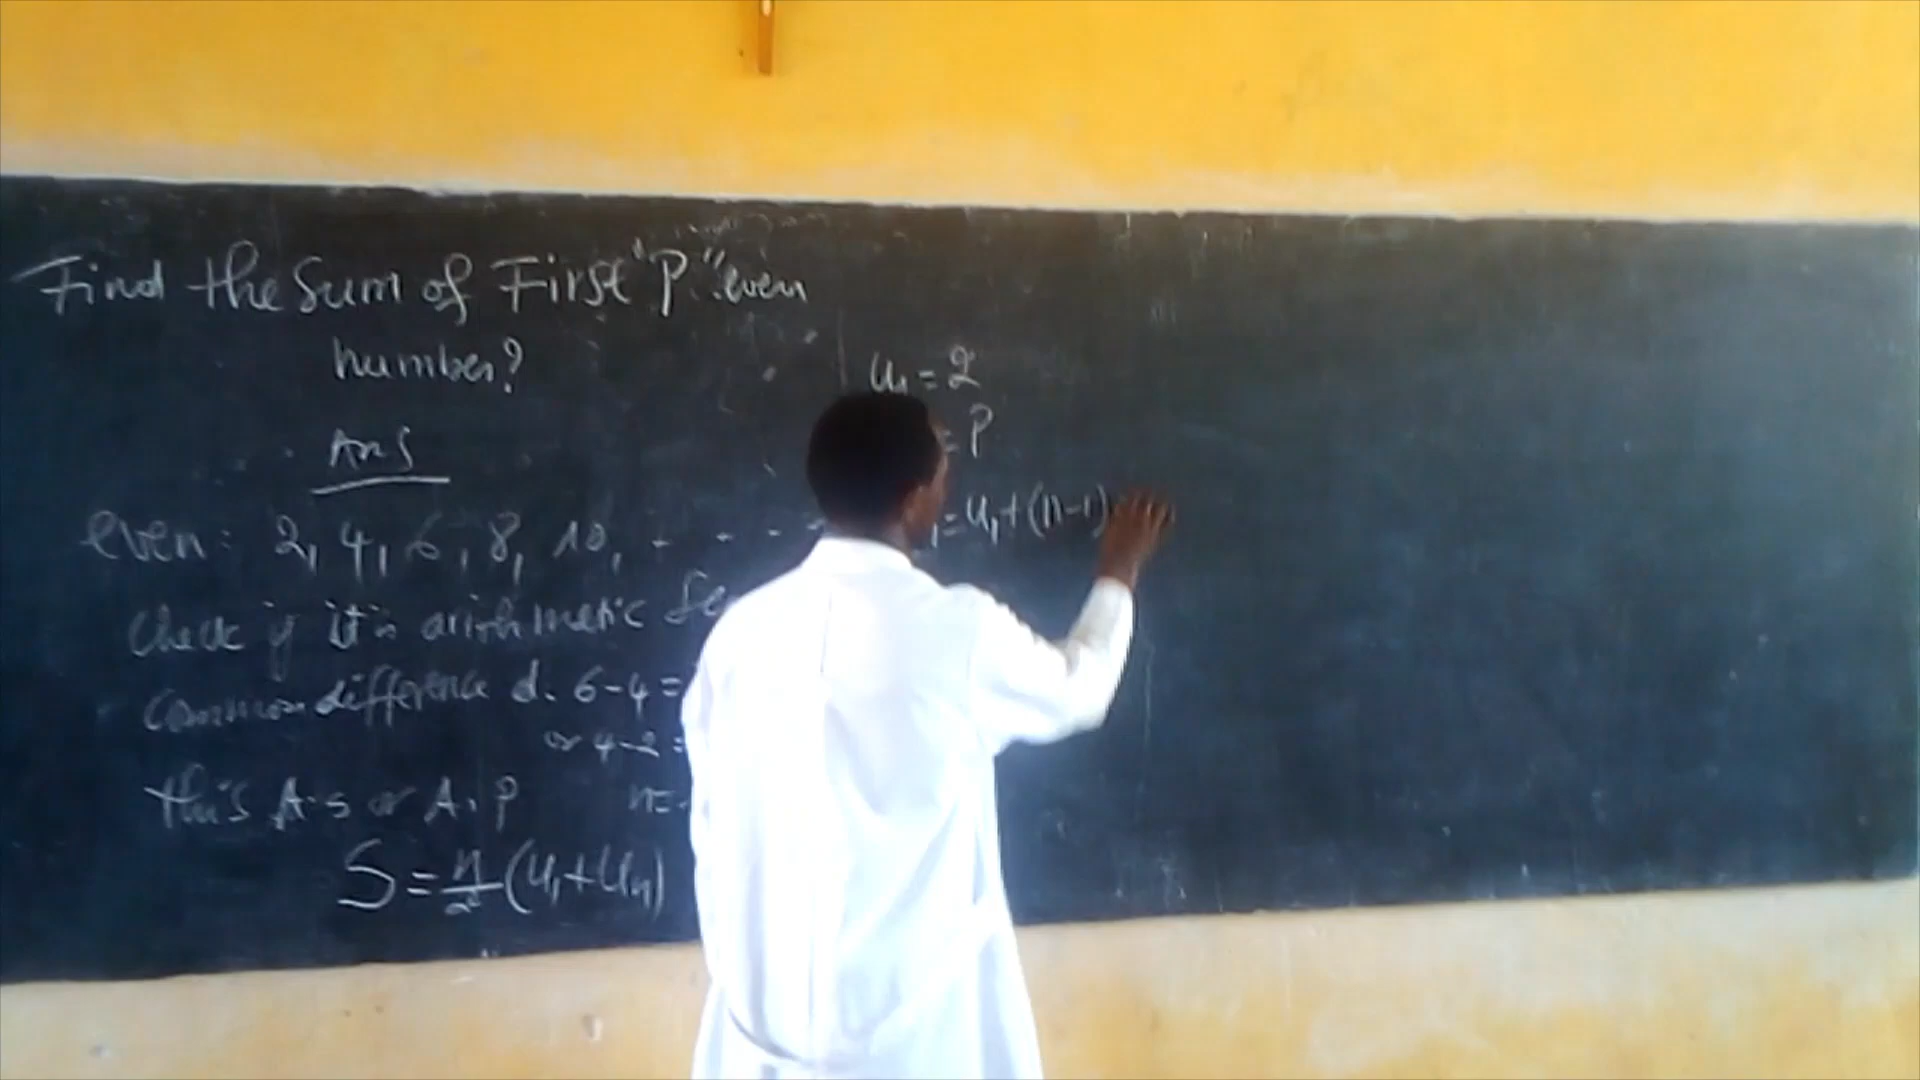 Find the Sum of First "P" even
number?
Ans
even: 2, 4, 6, 8, 10, - - - -
check if it is arithmetic
common difference d. 6-4 =
or 4-2 =
this A.s or A.p n=
S = n/2 (u₁+uₙ)
u₁ = 2
= P
= u₁+(n-1)